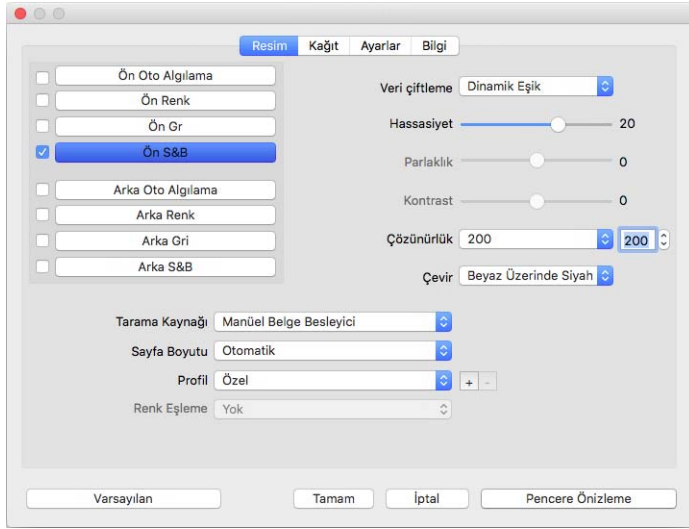 Resim Kağıt Ayarlar Bilgi
Ön Oto Algılama
Ön Renk
Ön Gr
Ön S&B
Arka Oto Algılama
Arka Renk
Arka Gri
Arka S&B
Veri çiftleme Dinamik Eşik
Hassasiyet 20
Parlaklık 0
Kontrast 0
Çözünürlük 200 200
Çevir Beyaz Üzerinde Siyah
Tarama Kaynağı Manüel Belge Besleyici
Sayfa Boyutu Otomatik
Profil Özel + -
Renk Eşleme Yok
Varsayılan Tamam İptal Pencere Önizleme